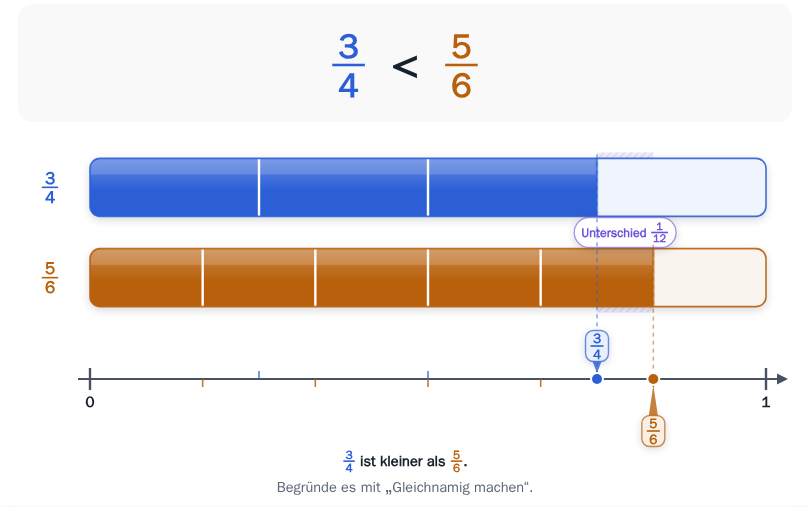 3/4 < 5/6
3/4
Unterschied 1/12
5/6
3/4
0 1
5/6
3/4 ist kleiner als 5/6.
Begründe es mit „Gleichnamig machen“.